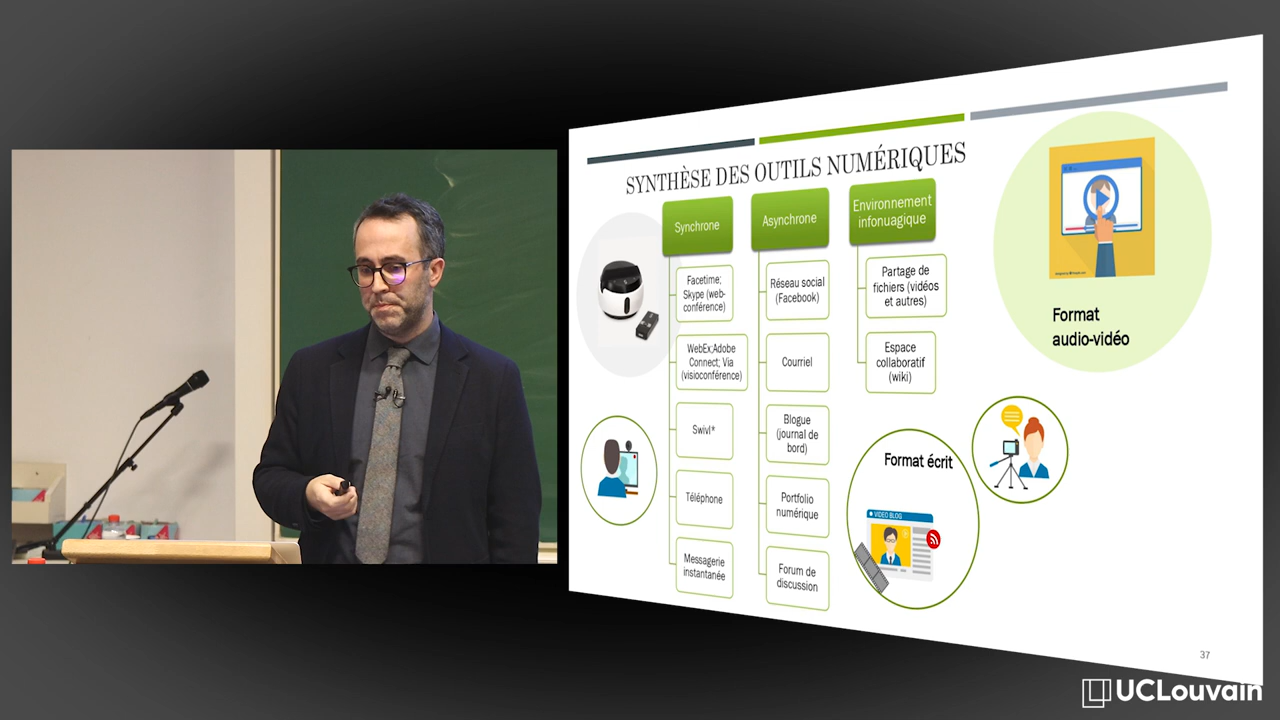 SYNTHÈSE DES OUTILS NUMÉRIQUES
Synchrone
Facetime;
Skype (web-
conférence)
WebEx;Adobe
Connect; Via
(visioconférence)
Swivl*
Téléphone
Messagerie
instantanée
Asynchrone
Réseau social
(Facebook)
Courriel
Blogue
(journal de
bord)
Portfolio
numérique
Forum de
discussion
Environnement
infonuagique
Partage de
fichiers (vidéos
et autres)
Espace
collaboratif
(wiki)
Format
audio-vidéo
Format écrit
VIDEO BLOG
37
UCLouvain